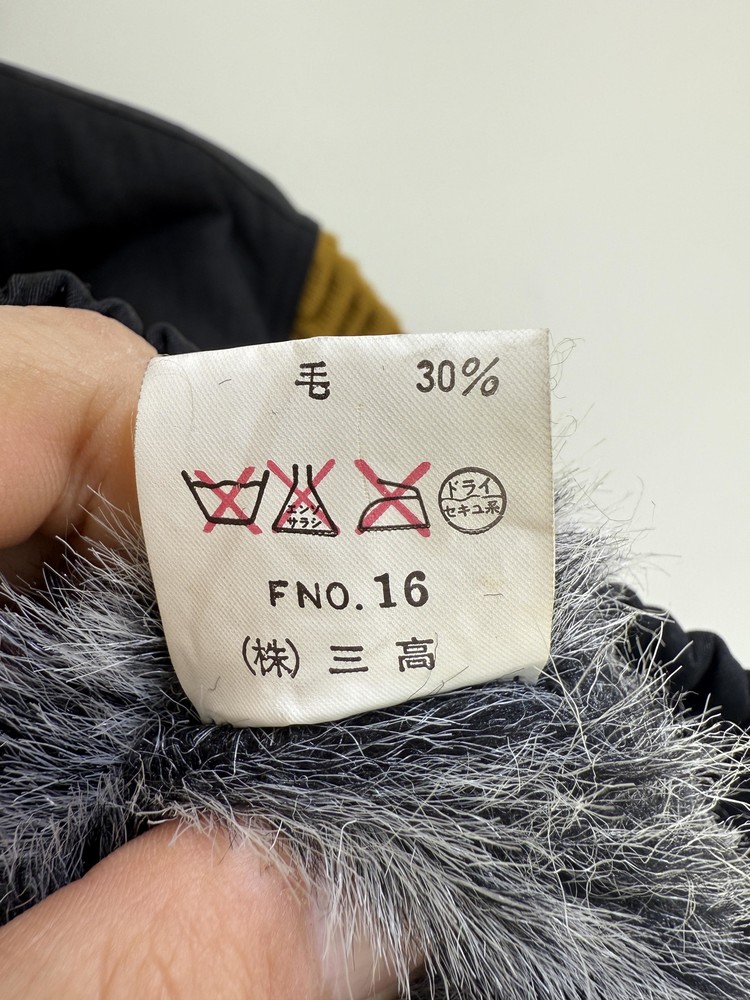 毛 30%
エンソ
サラシ
ドライ
セキユ系
FNO. 16
(株) 三高